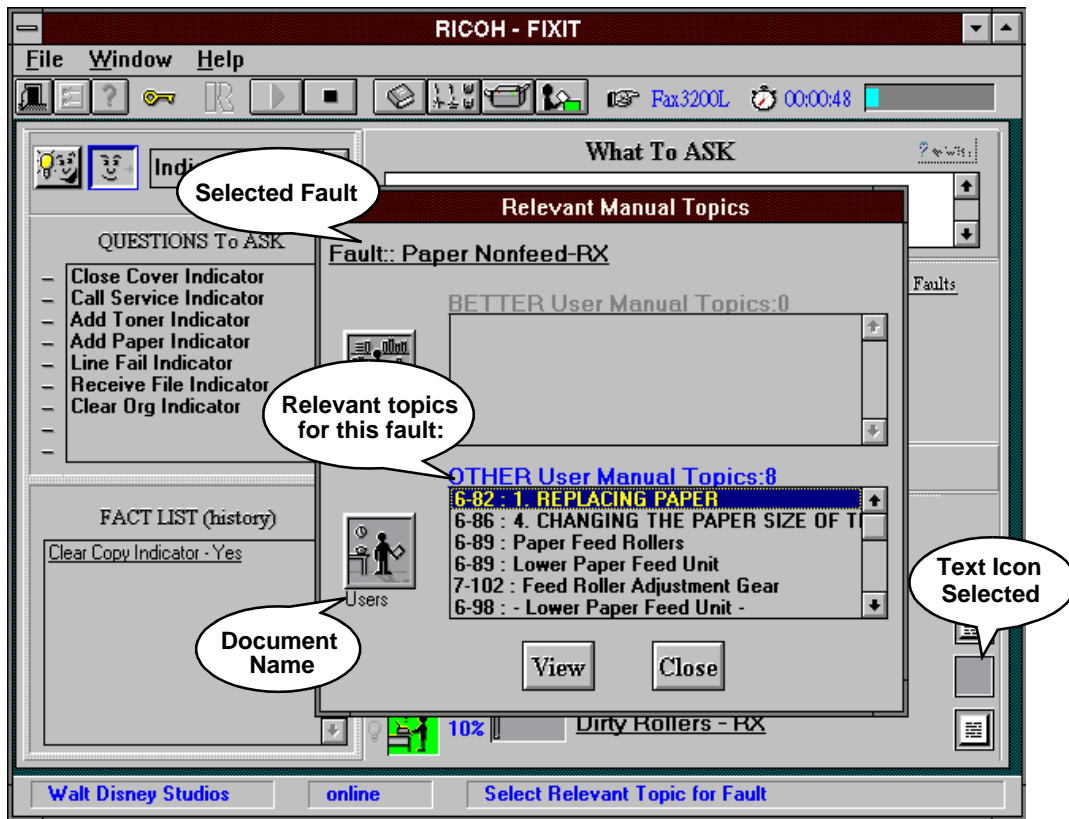 RICOH - FIXIT
File Window Help
Fax3200L 00:00:48
What To ASK
Selected Fault
QUESTIONS To ASK
Close Cover Indicator
Call Service Indicator
Add Toner Indicator
Add Paper Indicator
Line Fail Indicator
Receive File Indicator
Clear Org Indicator
Relevant Manual Topics
Fault:: Paper Nonfeed-RX
Faults
BETTER User Manual Topics:0
Relevant topics
for this fault:
OTHER User Manual Topics:8
6-82 : 1. REPLACING PAPER
6-86 : 4. CHANGING THE PAPER SIZE OF
6-89 : Paper Feed Rollers
6-89 : Lower Paper Feed Unit
7-102 : Feed Roller Adjustment Gear
6-98 : - Lower Paper Feed Unit -
FACT LIST (history)
Clear Copy Indicator - Yes
Users
Document
Name
Text Icon
Selected
View Close
10% Dirty Rollers - RX
Walt Disney Studios online Select Relevant Topic for Fault